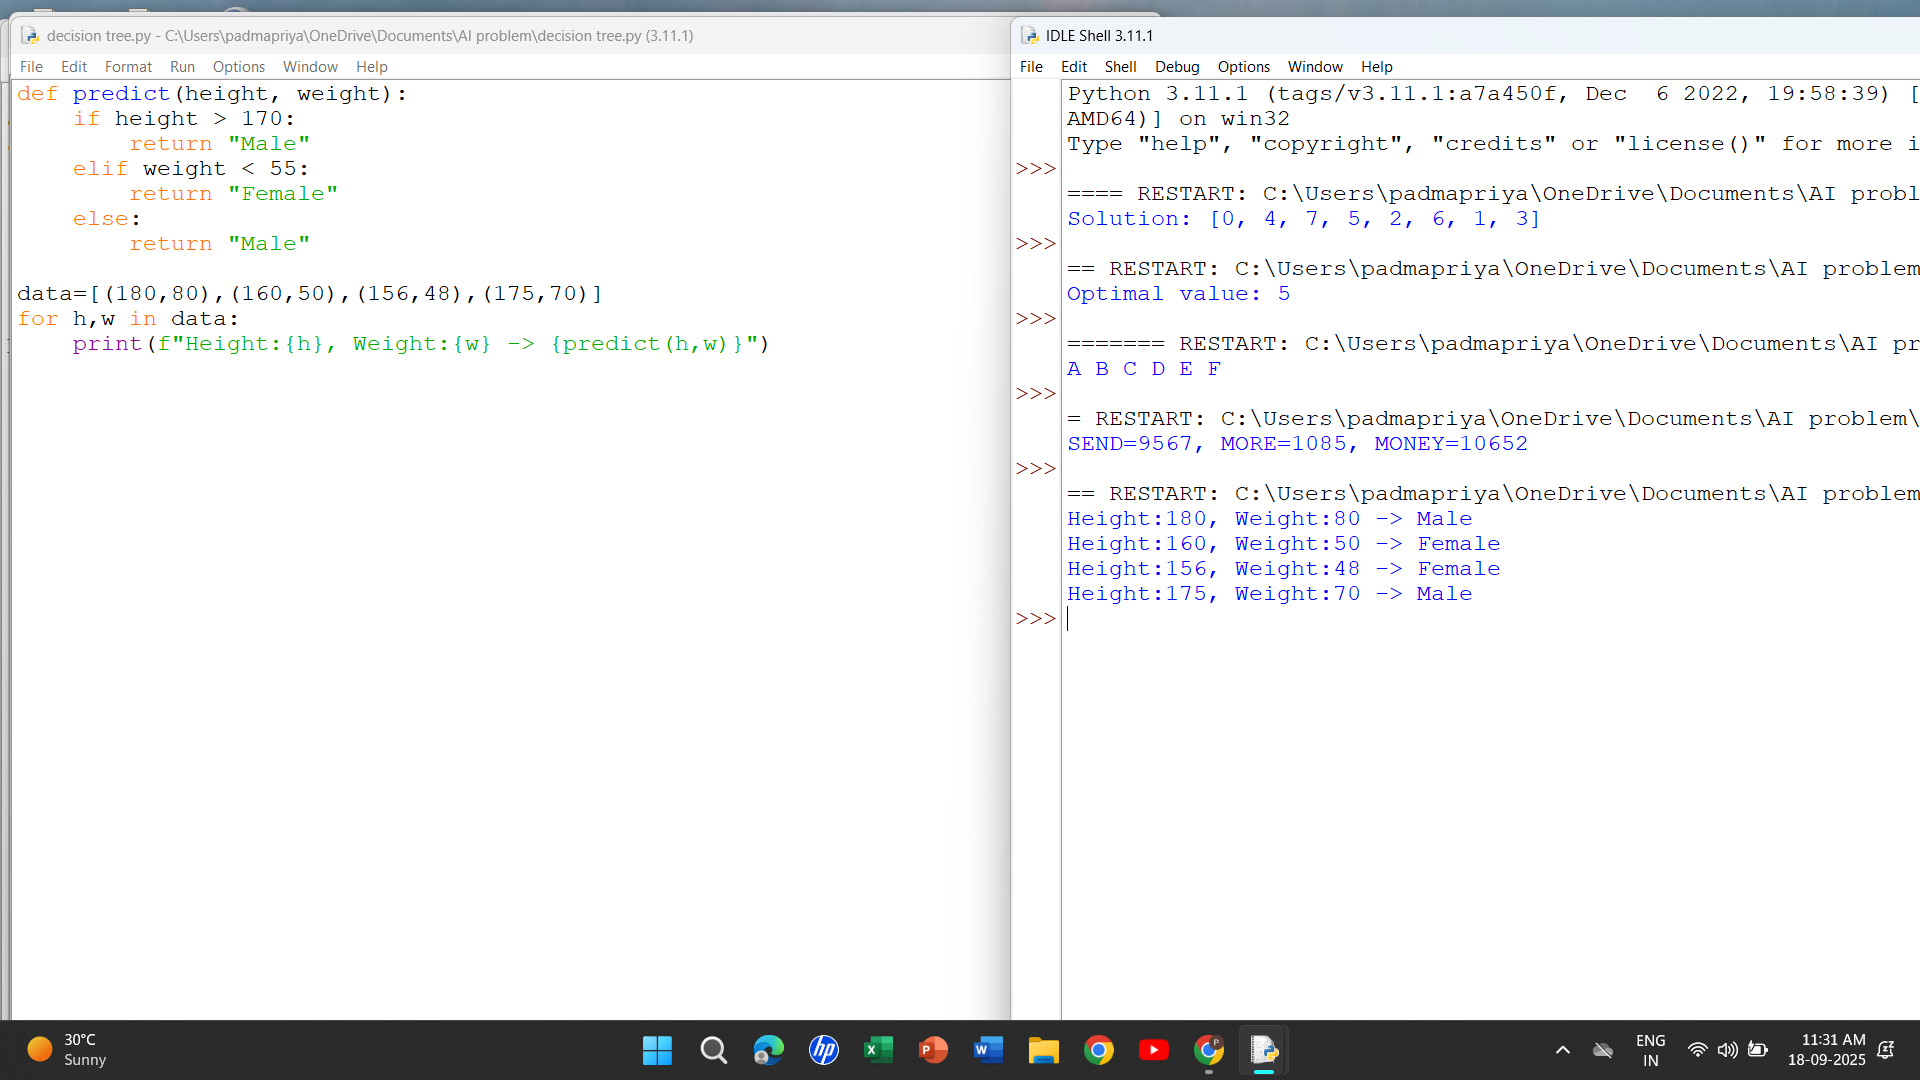 decision tree.py - C:\Users\padmapriya\OneDrive\Documents\AI problem\decision tree.py (3.11.1)
File Edit Format Run Options Window Help
def predict(height, weight):
    if height > 170:
        return "Male"
    elif weight < 55:
        return "Female"
    else:
        return "Male"
data=[(180,80),(160,50),(156,48),(175,70)]
for h,w in data:
    print(f"Height:{h}, Weight:{w} -> {predict(h,w)}")
IDLE Shell 3.11.1
File Edit Shell Debug Options Window Help
Python 3.11.1 (tags/v3.11.1:a7a450f, Dec  6 2022, 19:58:39) [
AMD64)] on win32
Type "help", "copyright", "credits" or "license()" for more i
>>>
==== RESTART: C:\Users\padmapriya\OneDrive\Documents\AI probl
Solution: [0, 4, 7, 5, 2, 6, 1, 3]
>>>
== RESTART: C:\Users\padmapriya\OneDrive\Documents\AI problem
Optimal value: 5
>>>
======= RESTART: C:\Users\padmapriya\OneDrive\Documents\AI pr
A B C D E F
>>>
= RESTART: C:\Users\padmapriya\OneDrive\Documents\AI problem\
SEND=9567, MORE=1085, MONEY=10652
>>>
== RESTART: C:\Users\padmapriya\OneDrive\Documents\AI problem
Height:180, Weight:80 -> Male
Height:160, Weight:50 -> Female
Height:156, Weight:48 -> Female
Height:175, Weight:70 -> Male
>>>
30°C
Sunny
ENG
IN
11:31 AM
18-09-2025